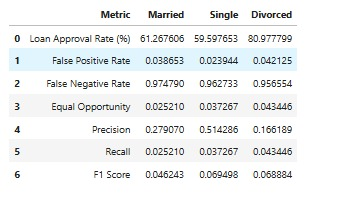 Metric Married Single Divorced
0 Loan Approval Rate (%) 61.267606 59.597653 80.977799
1 False Positive Rate 0.038653 0.023944 0.042125
2 False Negative Rate 0.974790 0.962733 0.956554
3 Equal Opportunity 0.025210 0.037267 0.043446
4 Precision 0.279070 0.514286 0.166189
5 Recall 0.025210 0.037267 0.043446
6 F1 Score 0.046243 0.069498 0.068884